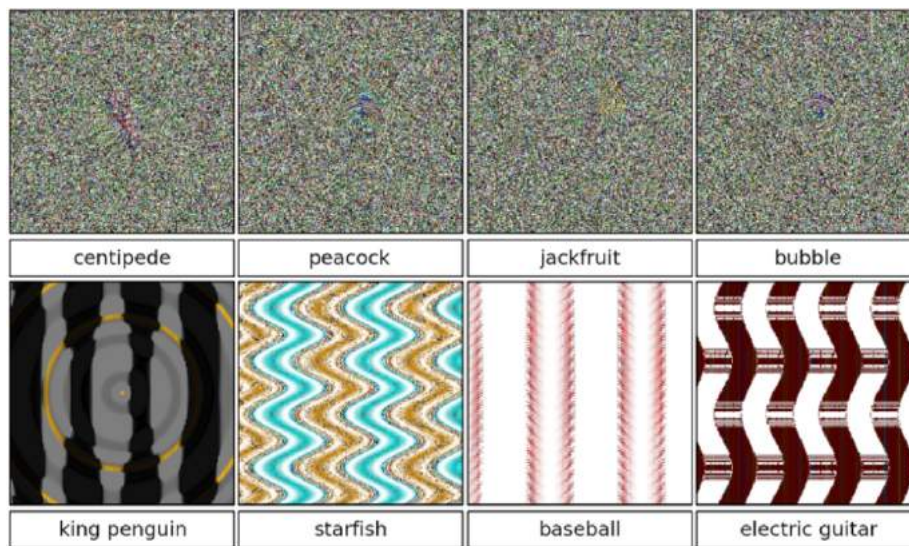 centipede
peacock
jackfruit
bubble
king penguin
starfish
baseball
electric guitar